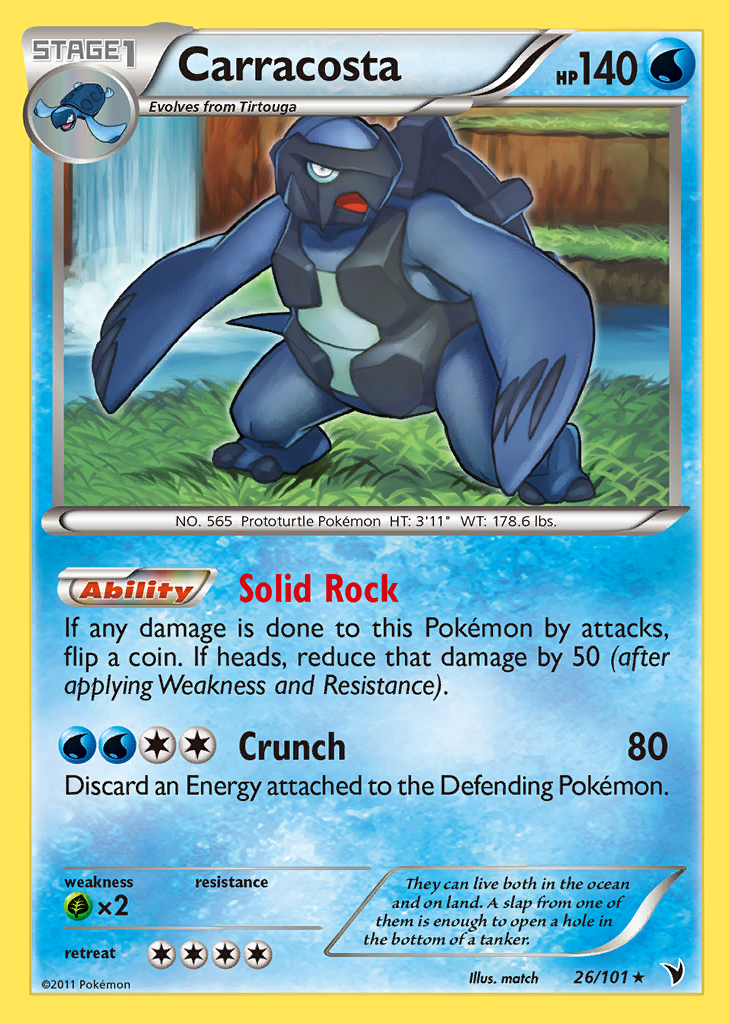 STAGE1
Carracosta
HP140
Evolves from Tirtouga
NO. 565 Prototurtle Pokémon HT: 3'11" WT: 178.6 lbs.
Ability Solid Rock
If any damage is done to this Pokémon by attacks,
flip a coin. If heads, reduce that damage by 50 (after
applying Weakness and Resistance).
Crunch 80
Discard an Energy attached to the Defending Pokémon.
weakness resistance
×2
retreat
They can live both in the ocean
and on land. A slap from one of
them is enough to open a hole in
the bottom of a tanker.
©2011 Pokémon
Illus. match 26/101 ★